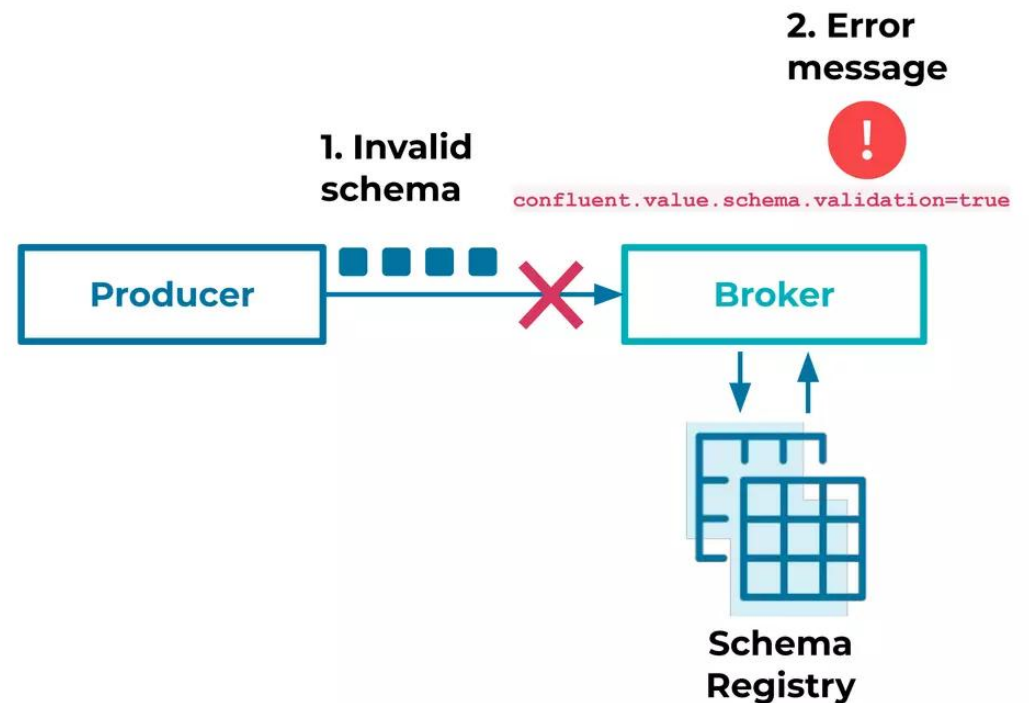 2. Error
message
!
1. Invalid
schema
confluent.value.schema.validation=true
Producer
Broker
Schema
Registry